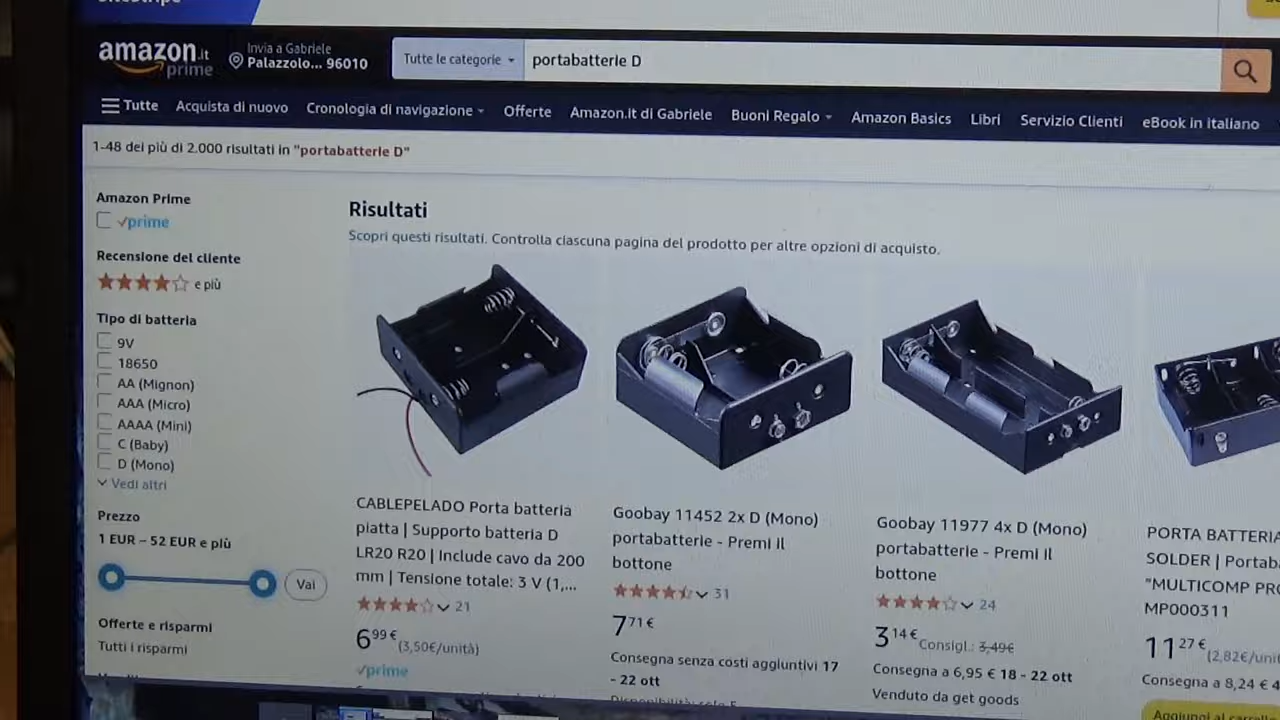 amazon.it
prime
Invia a Gabriele
Palazzolo... 96010
Tutte le categorie
portabatterie D
Tutte
Acquista di nuovo
Cronologia di navigazione
Offerte
Amazon.it di Gabriele
Buoni Regalo
Amazon Basics
Libri
Servizio Clienti
eBook in italiano
1-48 dei più di 2.000 risultati in "portabatterie D"
Amazon Prime
prime
Recensione del cliente
e più
Tipo di batteria
9V
18650
AA (Mignon)
AAA (Micro)
AAAA (Mini)
C (Baby)
D (Mono)
Vedi altri
Prezzo
1 EUR – 52 EUR e più
Vai
Offerte e risparmi
Tutti i risparmi
Risultati
Scopri questi risultati. Controlla ciascuna pagina del prodotto per altre opzioni di acquisto.
CABLEPELADO Porta batteria
piatta | Supporto batteria D
LR20 R20 | Include cavo da 200
mm | Tensione totale: 3 V (1,...
21
6,99 € (3,50€/unità)
prime
Goobay 11452 2x D (Mono)
portabatterie - Premi il
bottone
31
7,71 €
Consegna senza costi aggiuntivi 17
- 22 ott
Goobay 11977 4x D (Mono)
portabatterie - Premi il
bottone
24
3,14 € Consigl.: 3,49€
Consegna a 6,95 € 18 - 22 ott
Venduto da get goods
PORTA BATTERIA
SOLDER | Portab
"MULTICOMP PRO
MP000311
11,27 € (2,82€/unit
Consegna a 8,24 € 4